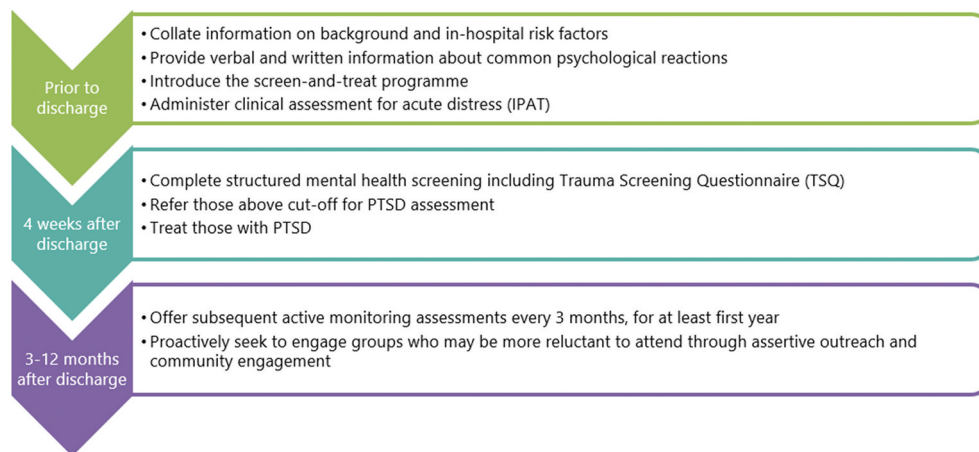 Prior to
discharge
• Collate information on background and in-hospital risk factors
• Provide verbal and written information about common psychological reactions
• Introduce the screen-and-treat programme
• Administer clinical assessment for acute distress (IPAT)
4 weeks after
discharge
• Complete structured mental health screening including Trauma Screening Questionnaire (TSQ)
• Refer those above cut-off for PTSD assessment
• Treat those with PTSD
3-12 months
after discharge
• Offer subsequent active monitoring assessments every 3 months, for at least first year
• Proactively seek to engage groups who may be more reluctant to attend through assertive outreach and
community engagement